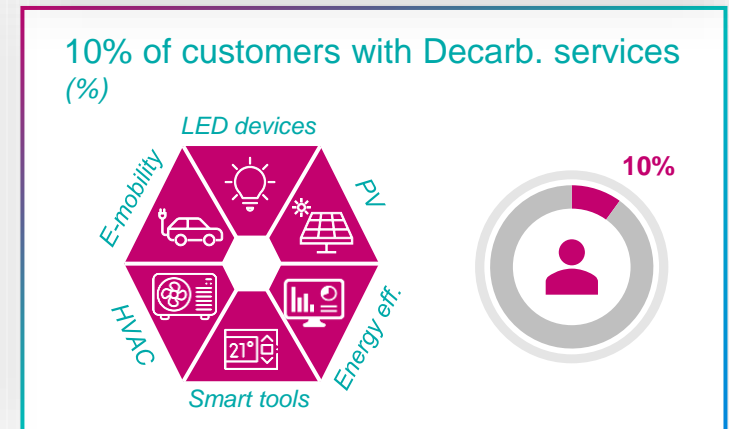 10% of customers with Decarb. services
(%)
LED devices
E-mobility
PV
10%
HVAC
21°
Energy eff.
Smart tools